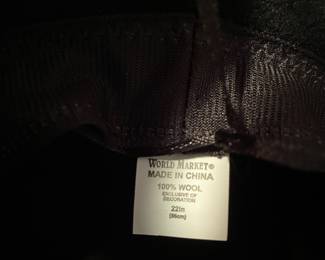 WORLD MARKET®
MADE IN CHINA
100% WOOL
EXCLUSIVE OF
DECORATION
22in
(56cm)